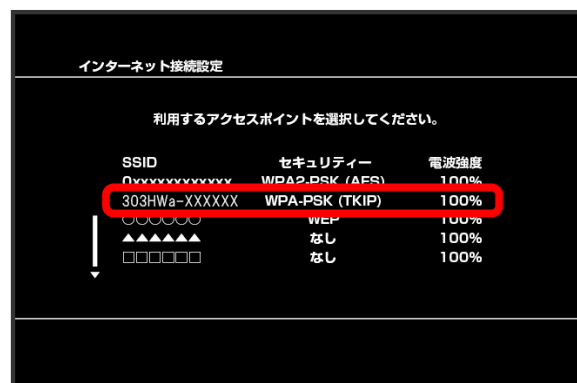 インターネット接続設定
利用するアクセスポイントを選択してください。
SSID セキュリティー 電波強度
0xxxxxxxxxxxx WPA2-PSK (AES) 100%
303HWa-XXXXXX WPA-PSK (TKIP) 100%
○○○○○○ WEP 100%
▲▲▲▲▲▲ なし 100%
□□□□□□ なし 100%